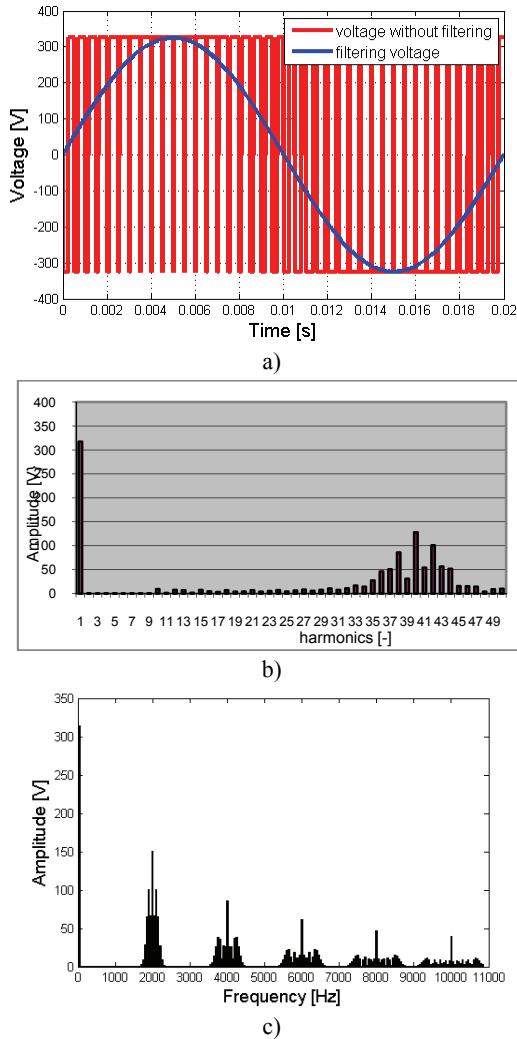 400
300
200
100
0
-100
-200
-300
-400
Voltage [V]
voltage without filtering
filtering voltage
0 0.002 0.004 0.006 0.008 0.01 0.012 0.014 0.016 0.018 0.02
Time [s]
a)
400
350
300
250
200
150
100
50
0
Amplitude [V]
1 3 5 7 9 11 13 15 17 19 21 23 25 27 29 31 33 35 37 39 41 43 45 47 49
harmonics [-]
b)
350
300
250
200
150
100
50
0
Amplitude [V]
0 1000 2000 3000 4000 5000 6000 7000 8000 9000 10000 11000
Frequency [Hz]
c)